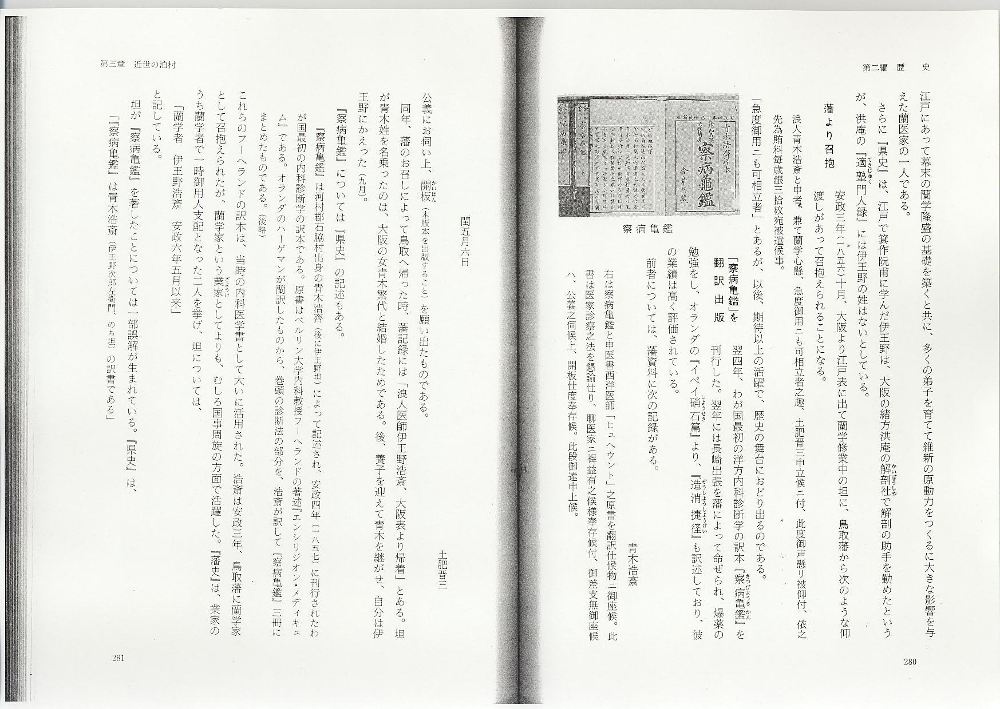 第二編　歴　　史
江戸にあって幕末の蘭学隆盛の基礎を築くと共に、多くの弟子を育てて維新の原動力をつくるに大きな影響を与
えた蘭医家の一人である。
さらに『県史』は、江戸で箕作阮甫に学んだ伊王野は、大阪の緒方洪庵の解剖社で解剖の助手を勤めたという
が、洪庵の『適塾門人録』には伊王野の姓はないとしている。
藩より召抱
安政三年（一八五六）十月、大阪より江戸表に出て蘭学修業中の坦に、鳥取藩から次のような仰
渡しがあって召抱えられることになる。
浪人青木浩斎と申者、兼て蘭学心懸、急度御用ニも可相立者之趣、土肥晋三申立候ニ付、此度御声懸リ被仰付、依之
先為賄料毎歳銀三拾枚宛被遣候事。
「急度御用ニも可相立者」とあるが、以後、期待以上の活躍で、歴史の舞台におどり出るのである。
「察病亀鑑」を
翻訳出版
翌四年、わが国最初の洋方内科診断学の訳本『察病亀鑑』を
刊行した。翌年には長崎出張を藩によって命ぜられ、爆薬の
勉強をし、オランダの『イペイ硝石篇』より、『造消捷径』も訳述しており、彼
の業績は高く評価されている。
前者については、藩資料に次の記録がある。
青木浩斎
右は察病亀鑑と申医書西洋医師「ヒュヘウント」之原書を翻訳仕候物ニ御座候。此
書は医家診察之法を懇諭仕り、聊医家ニ裨益有之候様奉存候付、御差支無御座候
ハ、公義之伺候上、開板仕度奉存候。此段御達申上候。
青木浩斎譯本
察病龜鑑
察病亀鑑
280
第三章　近世の泊村
閏五月六日
土肥晋三
公義にお伺い上、開板（木版本を出版すること）を願い出たものである。
同年、藩のお召しによって鳥取へ帰った時、藩記録には「浪人医師伊王野浩斎、大阪表より帰着」とある。坦
が青木姓を名乗ったのは、大阪の女青木繁代と結婚したためである。後、養子を迎えて青木を継がせ、自分は伊
王野にかえった（九月）。
『察病亀鑑』については『県史』の記述もある。
『察病亀鑑』は河村郡石脇村出身の青木浩齊（後に伊王野坦）によって記述され、安政四年（一八五七）に刊行されたわ
が国最初の内科診断学の訳本である。原書はベルリン大学内科教授フーヘランドの著述『エンシリジオン・メディキュ
ム』である。オランダのハーゲマンが蘭訳したものから、巻頭の診断法の部分を、浩斎が訳して『察病亀鑑』三冊に
まとめたものである。（後略）
これらのフーヘランドの訳本は、当時の内科医学書として大いに活用された。浩斎は安政三年、鳥取藩に蘭学家
として召抱えられたが、蘭学家という業家としてよりも、むしろ国事周旋の方面で活躍した。『藩史』は、業家の
うち蘭学者で一時御用人支配となった二人を挙げ、坦については、
「蘭学者　伊王野浩斎　安政六年五月以来」
と記している。
坦が『察病亀鑑』を著したことについては一部誤解が生まれている。『県史』は、
「『察病亀鑑』は青木浩斎（伊王野次郎左衛門、のち坦）の訳書である」
281